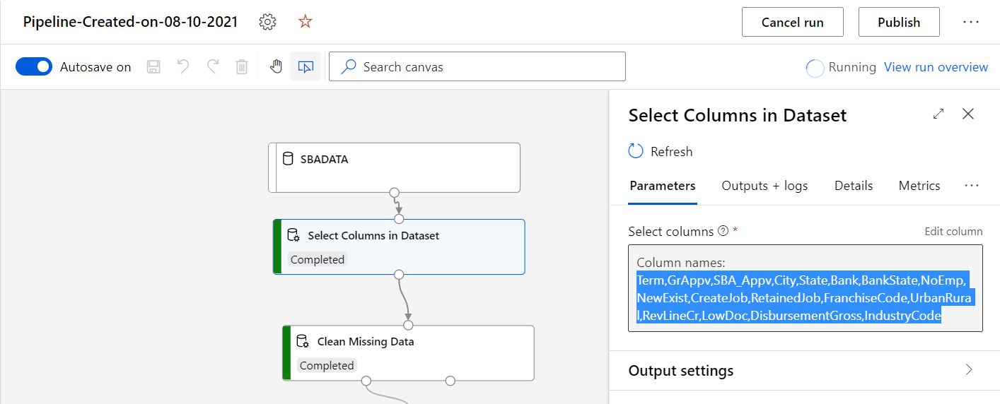 Pipeline-Created-on-08-10-2021
Cancel run
Publish
Autosave on
Search canvas
Running
View run overview
SBADATA
Select Columns in Dataset
Completed
Clean Missing Data
Completed
Select Columns in Dataset
Refresh
Parameters
Outputs + logs
Details
Metrics
Select columns *
Edit column
Column names:
Term,GrAppv,SBA_Appv,City,State,Bank,BankState,NoEmp,
NewExist,CreateJob,RetainedJob,FranchiseCode,UrbanRura
l,RevLineCr,LowDoc,DisbursementGross,IndustryCode
Output settings